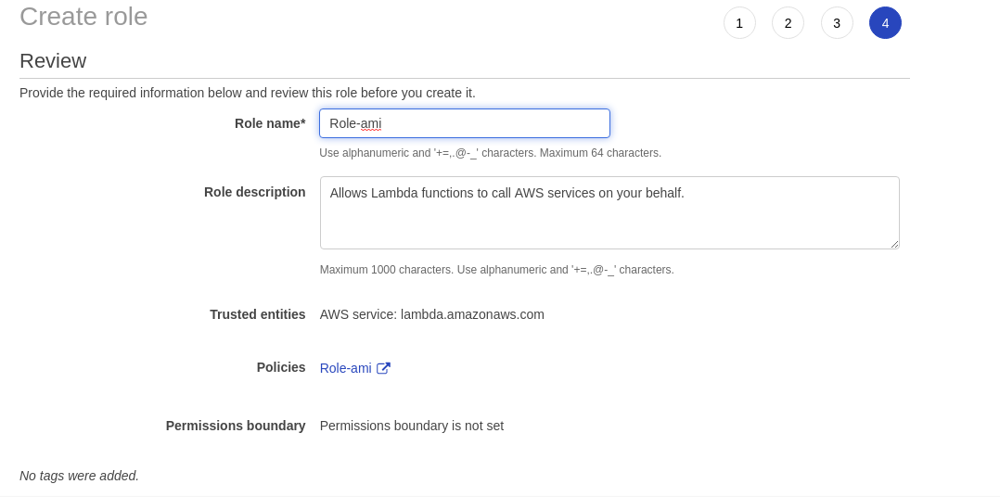 Create role
1 2 3 4
Review
Provide the required information below and review this role before you create it.
Role name* Role-ami
Use alphanumeric and '+=,.@-_' characters. Maximum 64 characters.
Role description Allows Lambda functions to call AWS services on your behalf.
Maximum 1000 characters. Use alphanumeric and '+=,.@-_' characters.
Trusted entities AWS service: lambda.amazonaws.com
Policies Role-ami
Permissions boundary Permissions boundary is not set
No tags were added.